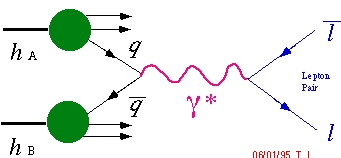 h A
q
l
Lepton
Pair
γ *
q
h B
l
06/01/95 T. L.